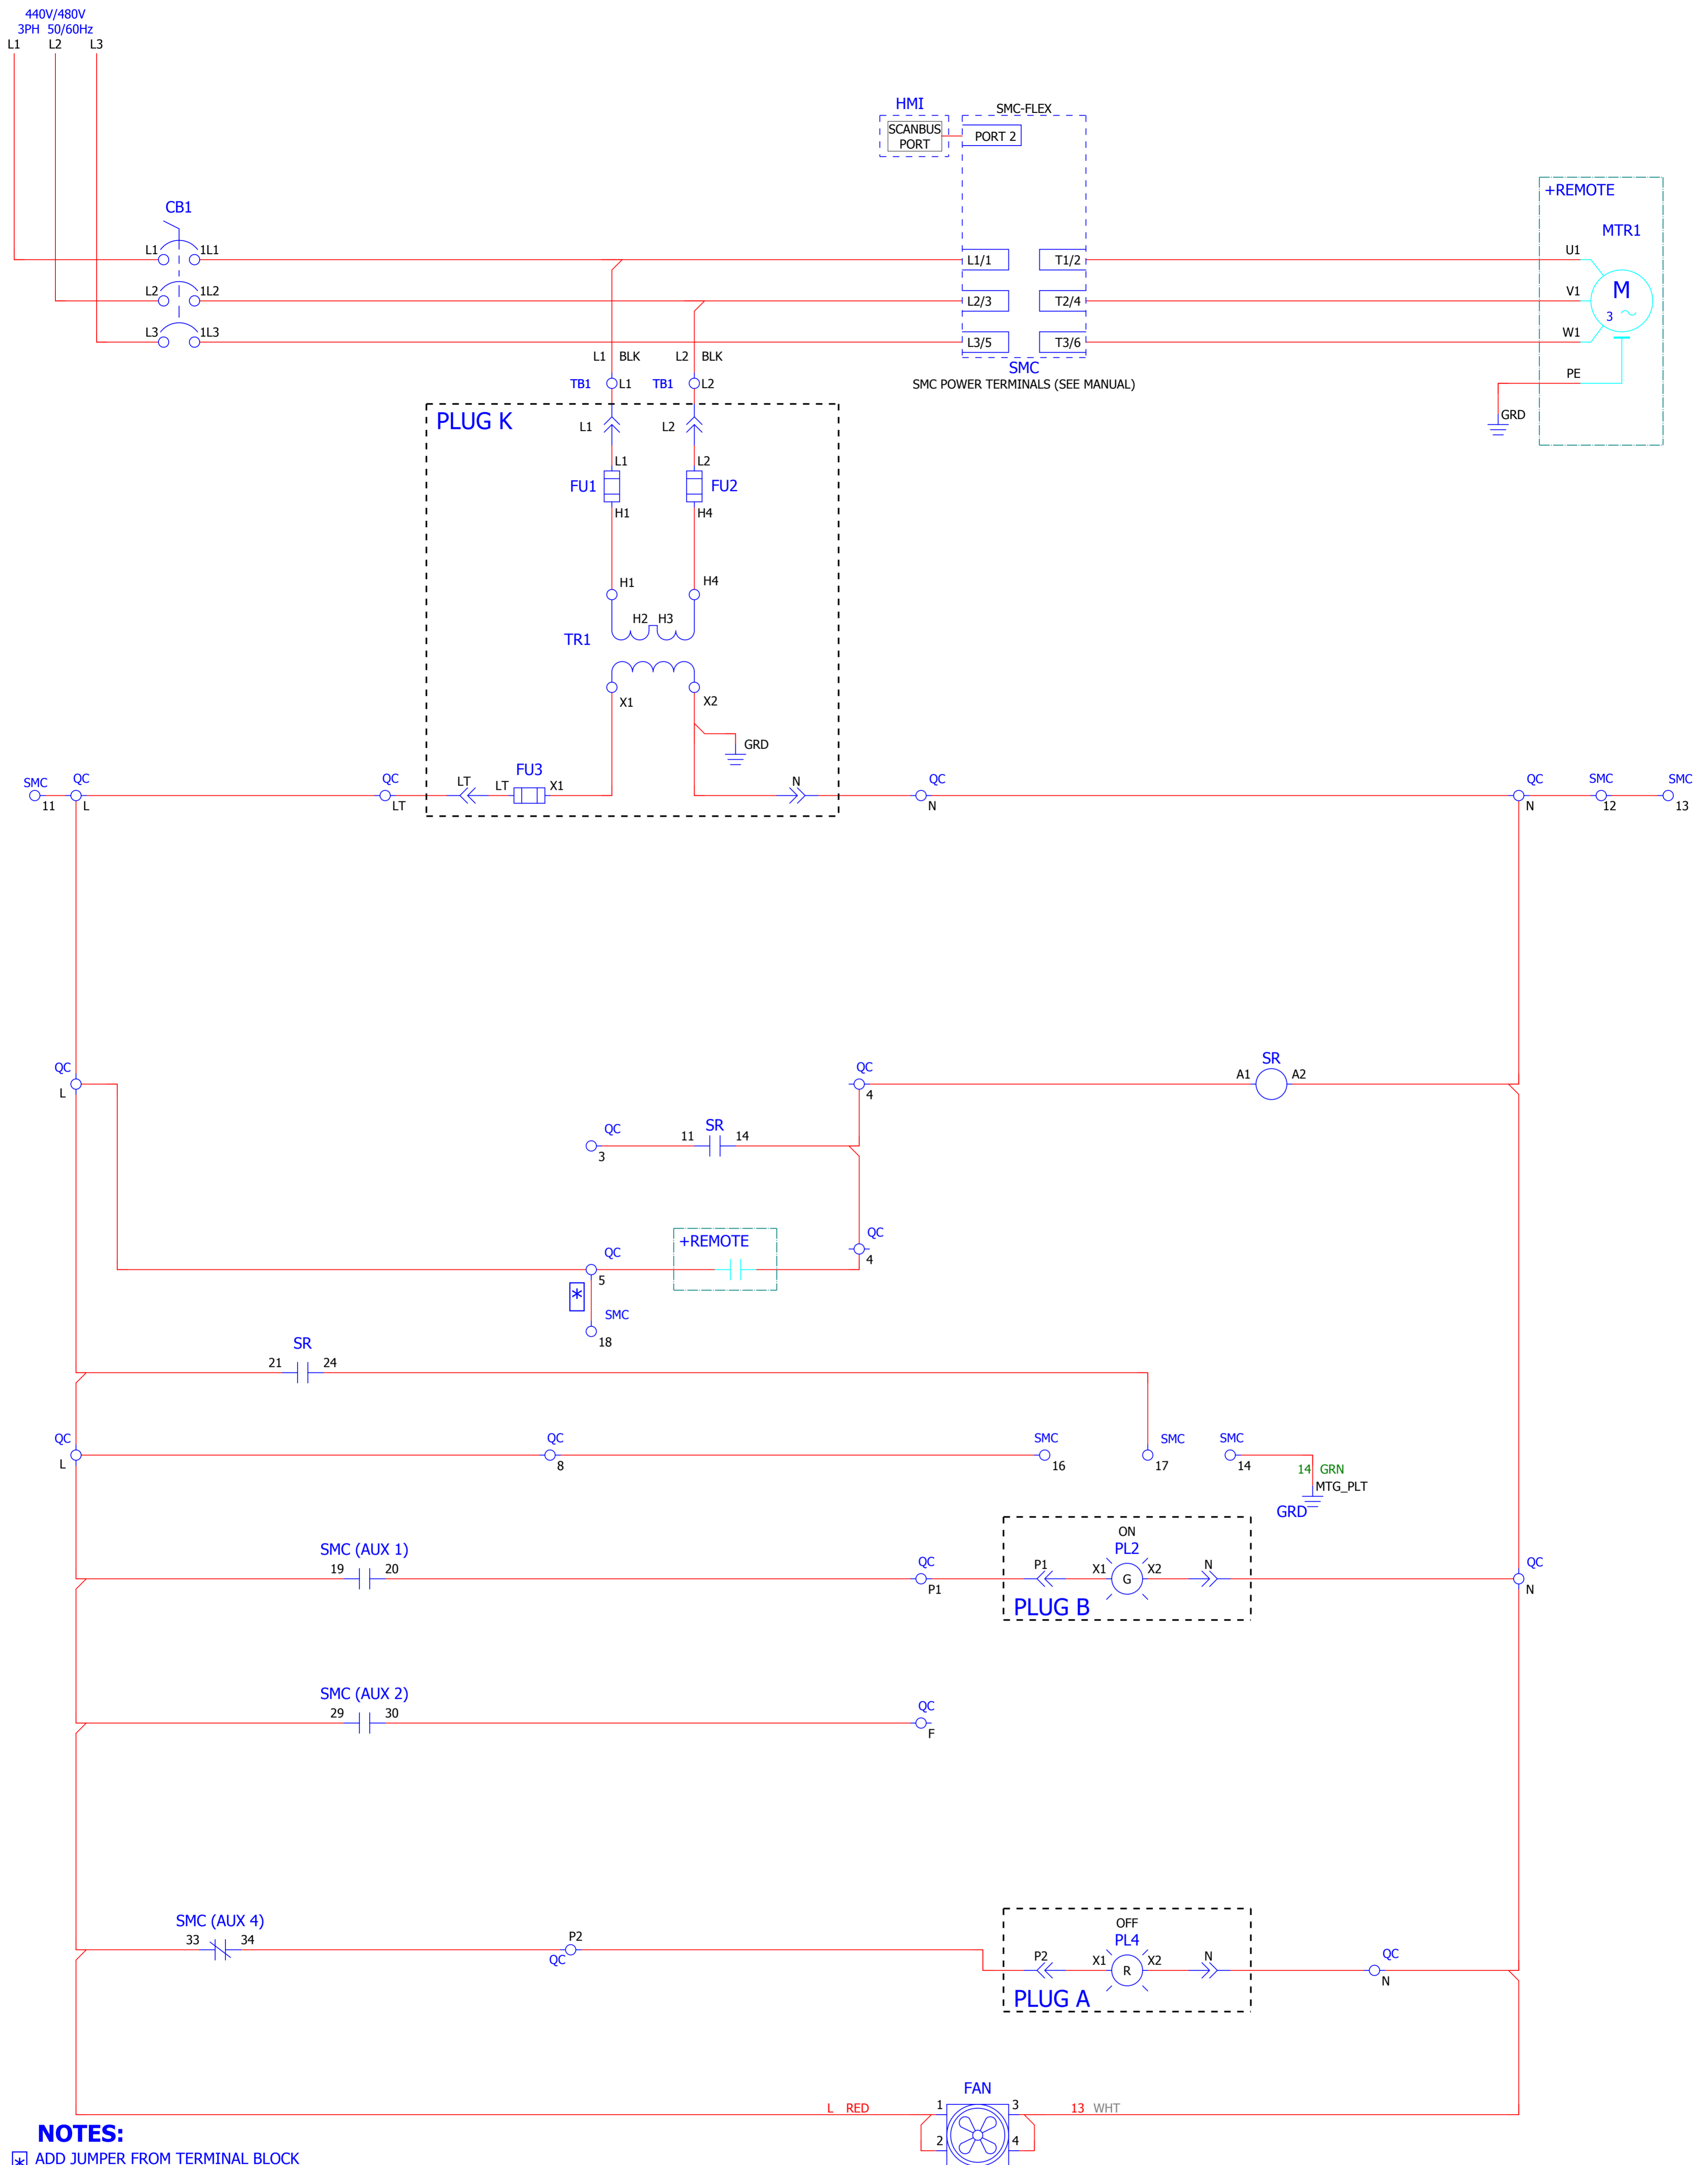 440V/480V
3PH 50/60Hz
L1 L2 L3
HMI
SMC-FLEX
SCANBUS
PORT
PORT 2
+REMOTE
CB1
MTR1
L1 1L1
L1/1 T1/2
U1
L2 1L2
L2/3 T2/4
V1
M
3
L3 1L3
L3/5 T3/6
W1
L1 BLK L2 BLK
SMC
PE
TB1 L1 TB1 L2
SMC POWER TERMINALS (SEE MANUAL)
GRD
PLUG K
L1 L2
L1 L2
FU1 FU2
H1 H4
H1 H4
H2 H3
TR1
X1 X2
GRD
FU3
SMC QC QC LT LT X1 N QC QC SMC SMC
11 L LT N N 12 13
QC QC SR
A1 A2
L 4
QC SR
11 14
3
QC
+REMOTE
4
QC
5
*
SMC
18
SR
21 24
QC QC SMC SMC SMC
L 8 16 17 14
14 GRN
MTG_PLT
GRD
ON
SMC (AUX 1)
PL2
19 20 QC P1 X1 X2 N QC
G
P1 N
PLUG B
SMC (AUX 2)
29 30 QC
F
SMC (AUX 4)
OFF
33 34 P2
PL4
QC
P2 X1 X2 N QC
R
N
PLUG A
FAN
L RED 1 3 13 WHT
2 4
NOTES:
* ADD JUMPER FROM TERMINAL BLOCK